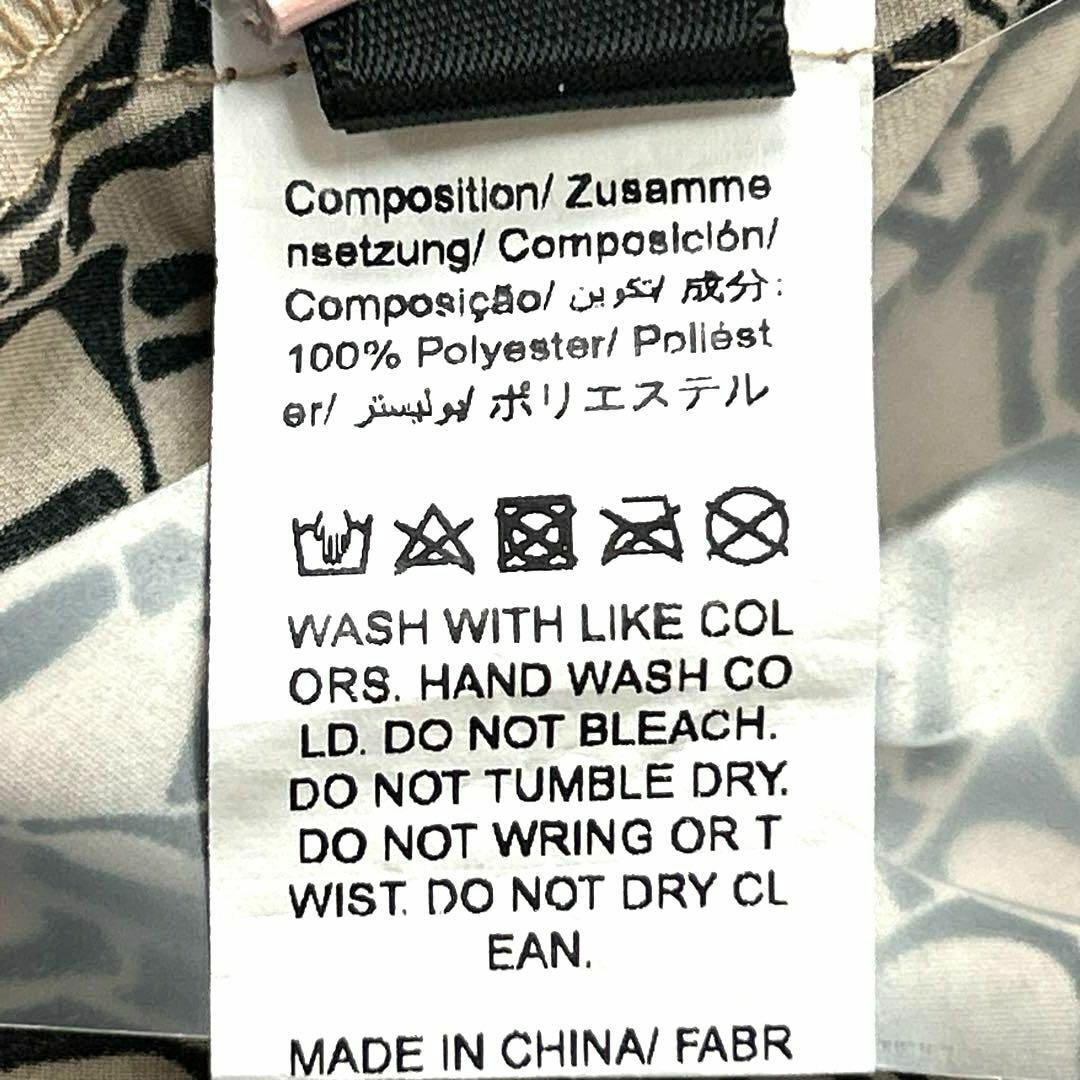 Composition/ Zusamme
nsetzung/ Composición/
Composição/ تكوين/ 成分:
100% Polyester/ Poliést
er/ بوليستر/ ポリエステル
WASH WITH LIKE COL
ORS. HAND WASH CO
LD. DO NOT BLEACH.
DO NOT TUMBLE DRY.
DO NOT WRING OR T
WIST. DO NOT DRY CL
EAN.
MADE IN CHINA/ FABR